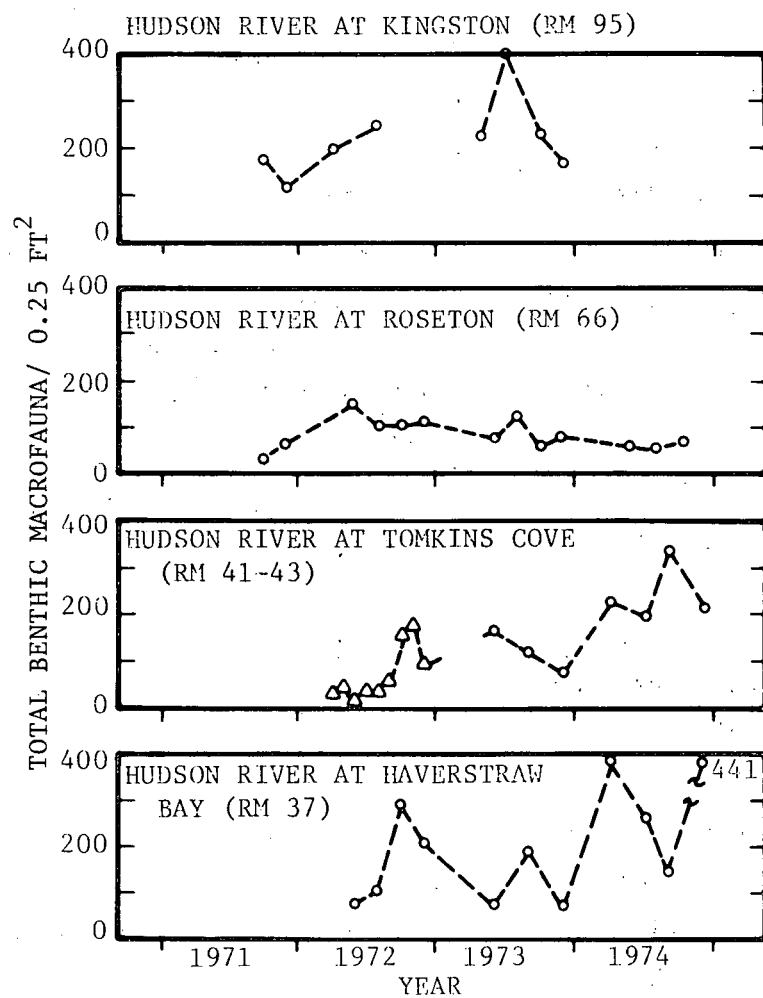 HUDSON RIVER AT KINGSTON (RM 95)
400
200
0
HUDSON RIVER AT ROSETON (RM 66)
400
200
0
HUDSON RIVER AT TOMKINS COVE
(RM 41-43)
400
200
0
HUDSON RIVER AT HAVERSTRAW
BAY (RM 37)
441
400
200
0
TOTAL BENTHIC MACROFAUNA/ 0.25 FT²
1971 1972 1973 1974
YEAR